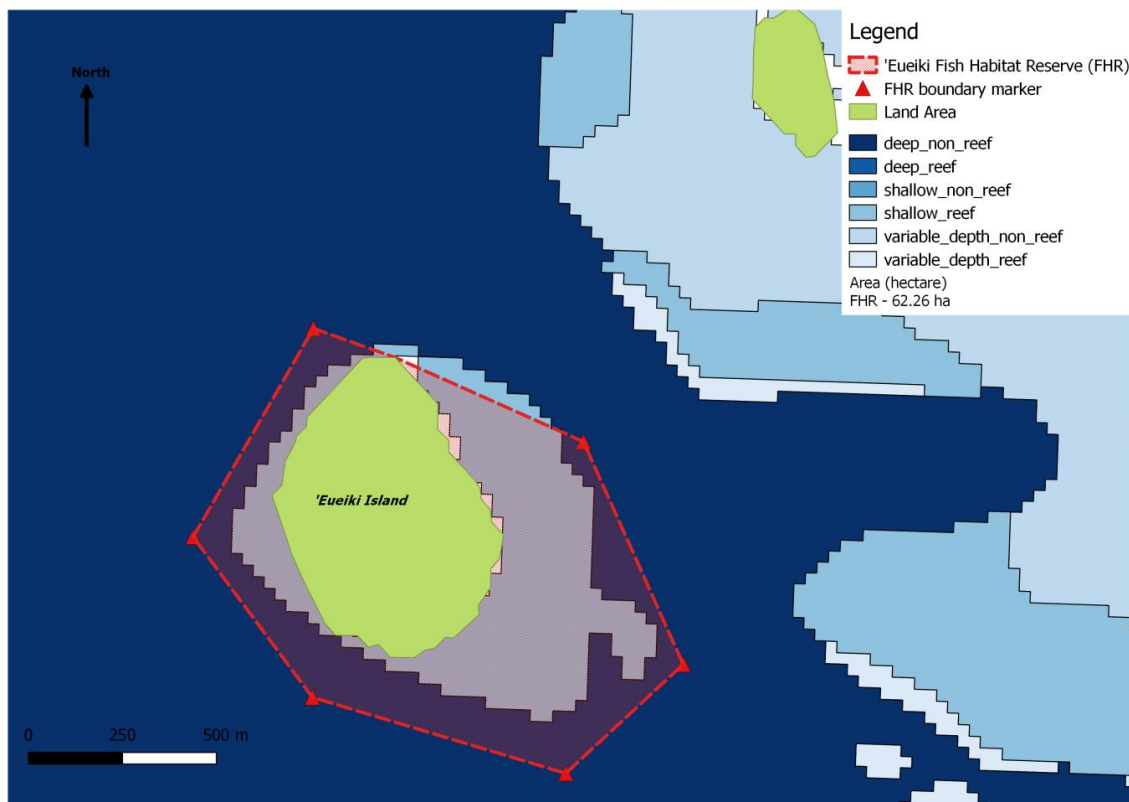 Legend
'Eueiki Fish Habitat Reserve (FHR)
FHR boundary marker
Land Area
deep_non_reef
deep_reef
shallow_non_reef
shallow_reef
variable_depth_non_reef
variable_depth_reef
Area (hectare)
FHR - 62.26 ha
North
'Eueiki Island
0 250 500 m